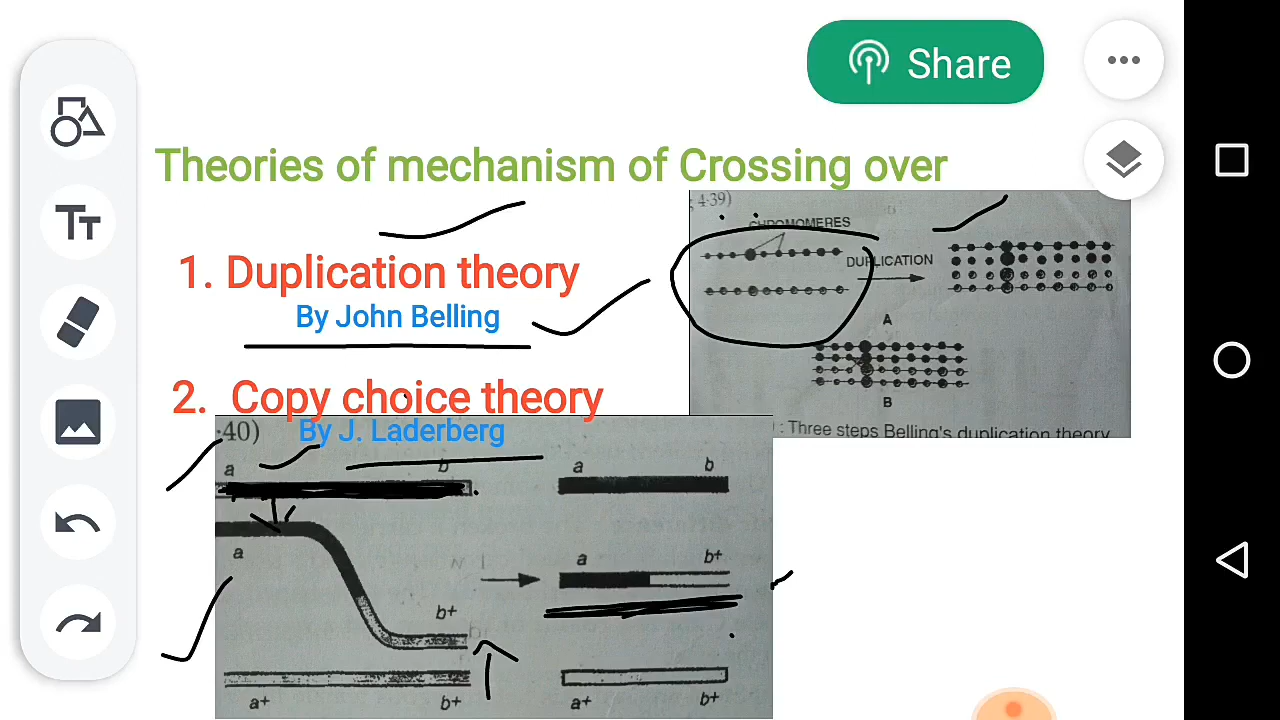 Share
Theories of mechanism of Crossing over
4·39)
CHROMOMERES
1. Duplication theory
DUPLICATION
By John Belling
A
2. Copy choice theory
B
·40)
By J. Laderberg
: Three steps Belling's duplication theory
a b a b
a a b+
b+
a+ b+ a+ b+
TT